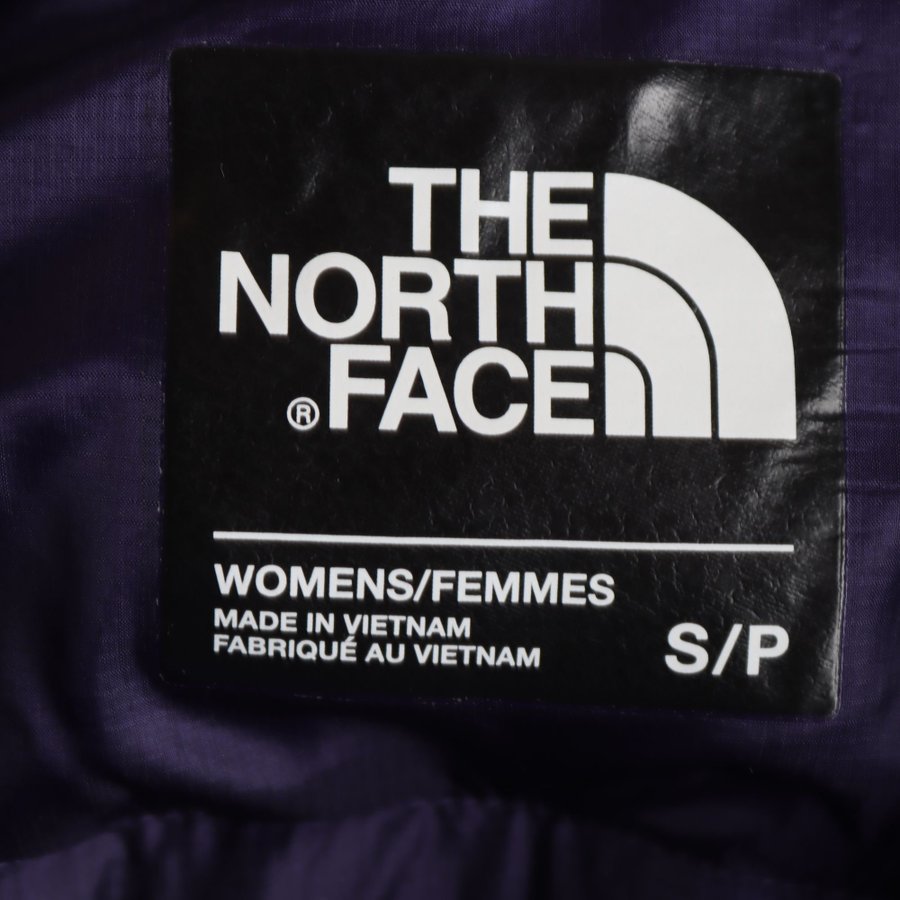 THE
NORTH
® FACE
WOMENS/FEMMES
MADE IN VIETNAM
FABRIQUÉ AU VIETNAM
S/P